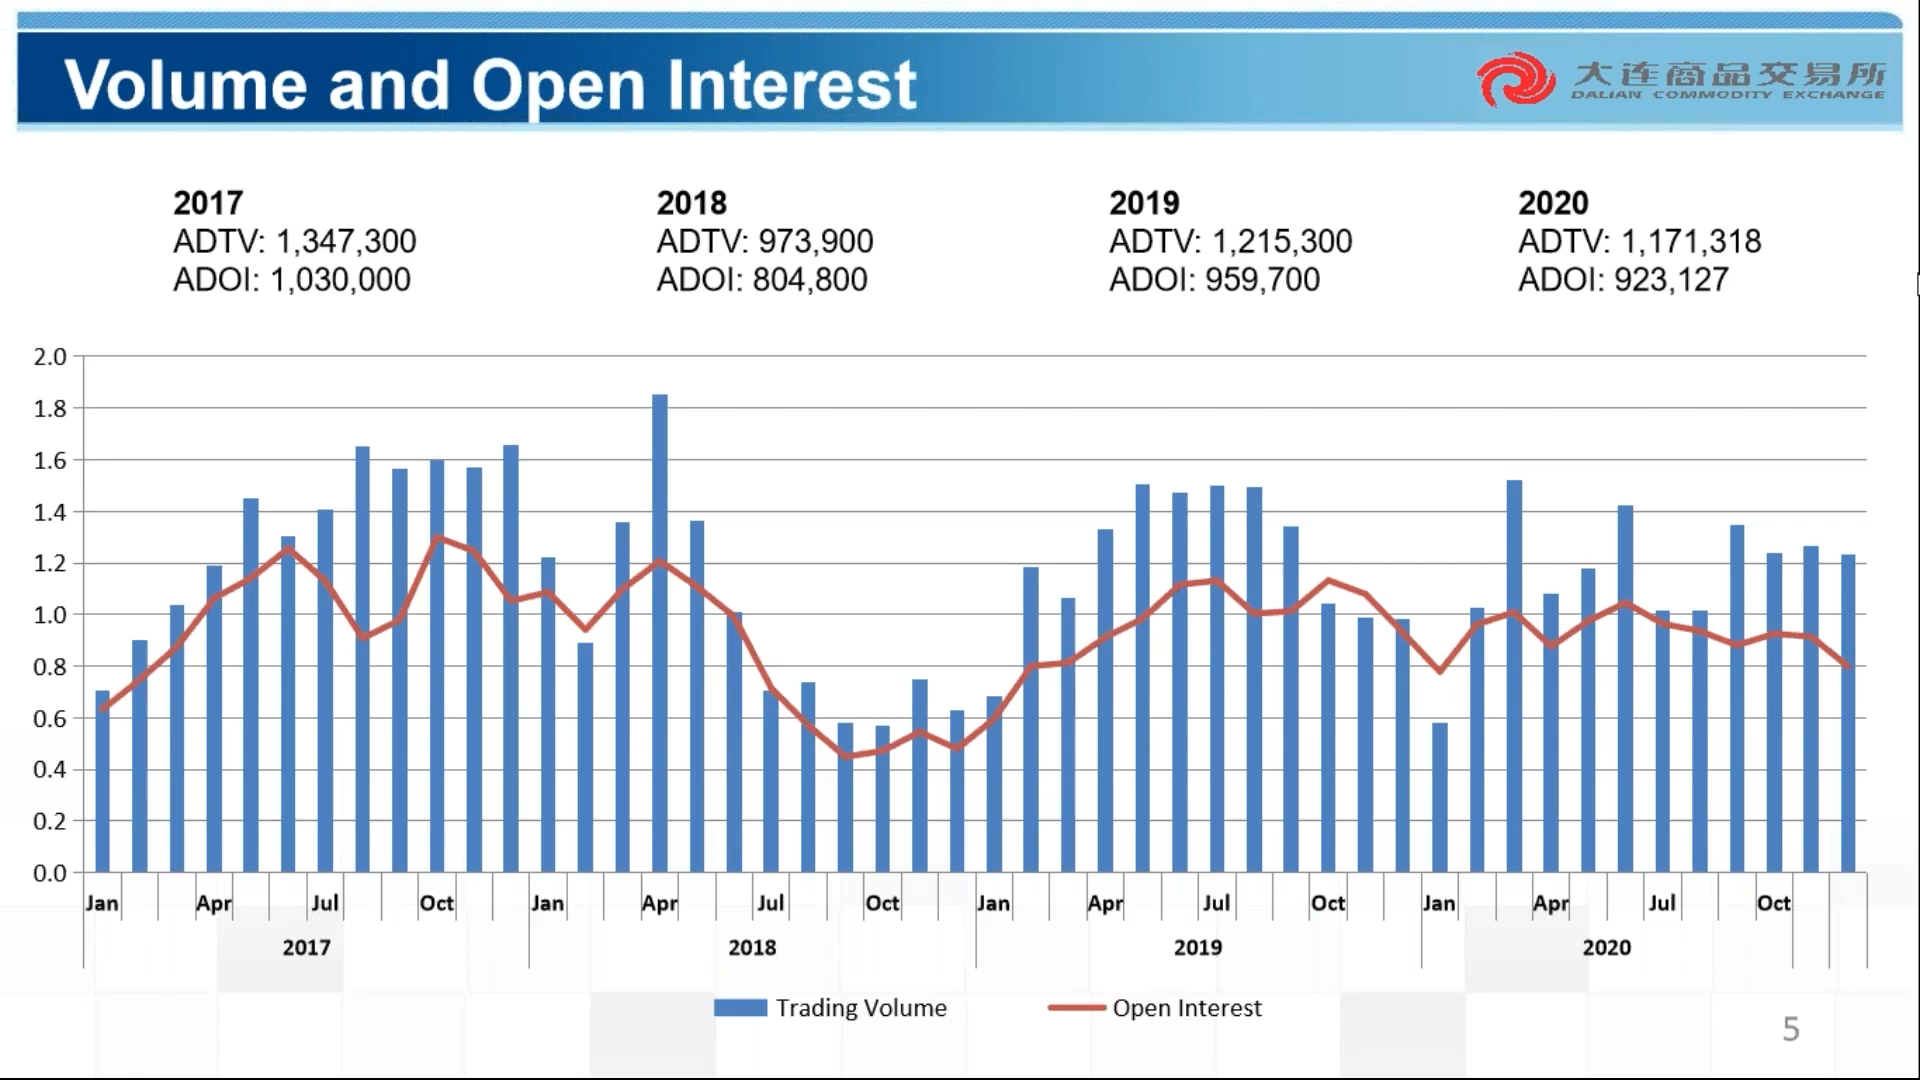 Volume and Open Interest
大连商品交易所
DALIAN COMMODITY EXCHANGE
2017
ADTV: 1,347,300
ADOI: 1,030,000
2018
ADTV: 973,900
ADOI: 804,800
2019
ADTV: 1,215,300
ADOI: 959,700
2020
ADTV: 1,171,318
ADOI: 923,127
2.0
1.8
1.6
1.4
1.2
1.0
0.8
0.6
0.4
0.2
0.0
Jan Apr Jul Oct Jan Apr Jul Oct Jan Apr Jul Oct Jan Apr Jul Oct
2017 2018 2019 2020
Trading Volume Open Interest
5